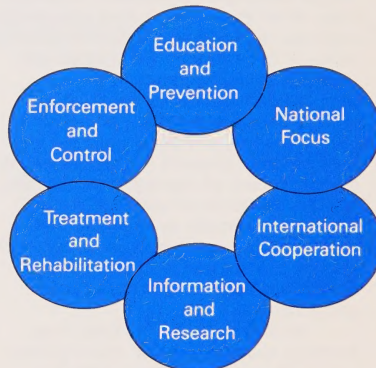 Education
and
Prevention
National
Focus
International
Cooperation
Information
and
Research
Treatment
and
Rehabilitation
Enforcement
and
Control